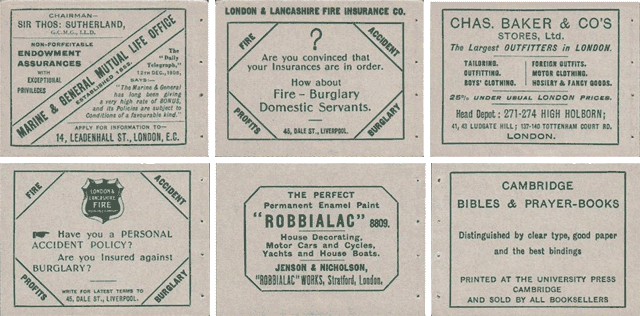 CHAIRMAN—
SIR THOS: SUTHERLAND,
G.C.M.G., LL.D.
NON-FORFEITABLE
ENDOWMENT
ASSURANCES
WITH
EXCEPTIONAL
PRIVILEGES
MARINE & GENERAL MUTUAL LIFE OFFICE
ESTABLISHED 1852.
The
"Daily
Telegraph,"
12TH DEC., 1908,
SAYS—
"The Marine & General
has long been giving
a very high rate of BONUS,
and its Policies are subject to
Conditions of a favourable kind."
APPLY FOR INFORMATION TO—
14, LEADENHALL ST., LONDON, E.C.
LONDON & LANCASHIRE FIRE INSURANCE CO.
FIRE
ACCIDENT
?
Are you convinced that
your Insurances are in order.
How about
Fire – Burglary
Domestic Servants.
PROFITS
BURGLARY
45, DALE ST., LIVERPOOL.
CHAS. BAKER & CO'S
STORES, Ltd.
The Largest OUTFITTERS in LONDON.
TAILORING.
OUTFITTING.
BOYS' CLOTHING.
FOREIGN OUTFITS.
MOTOR CLOTHING.
HOSIERY & FANCY GOODS.
25% UNDER USUAL LONDON PRICES.
Head Depot: 271-274 HIGH HOLBORN;
41, 43 LUDGATE HILL; 137-140 TOTTENHAM COURT RD.
LONDON.
FIRE
ACCIDENT
LONDON &
LANCASHIRE
FIRE
Have you a PERSONAL
ACCIDENT POLICY?
Are you Insured against
BURGLARY?
PROFITS
BURGLARY
WRITE FOR LATEST TERMS TO
45, DALE ST., LIVERPOOL.
THE PERFECT
Permanent Enamel Paint
"ROBBIALAC" 8809.
House Decorating,
Motor Cars and Cycles,
Yachts and House Boats.
JENSON & NICHOLSON,
"ROBBIALAC" WORKS, Stratford, London.
CAMBRIDGE
BIBLES & PRAYER-BOOKS
Distinguished by clear type, good paper
and the best bindings
PRINTED AT THE UNIVERSITY PRESS
CAMBRIDGE
AND SOLD BY ALL BOOKSELLERS